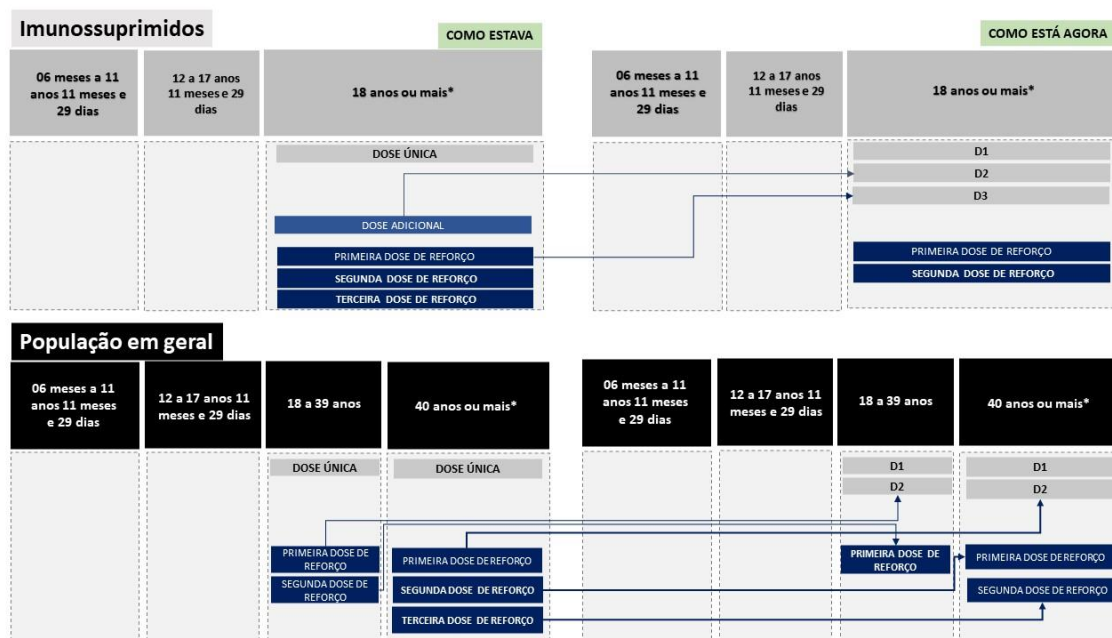 Imunossuprimidos
COMO ESTAVA
COMO ESTÁ AGORA
06 meses a 11
anos 11 meses e
29 dias
12 a 17 anos
11 meses e 29
dias
18 anos ou mais*
06 meses a 11
anos 11 meses e
29 dias
12 a 17 anos
11 meses e 29
dias
18 anos ou mais*
DOSE ÚNICA
DOSE ADICIONAL
PRIMEIRA DOSE DE REFORÇO
SEGUNDA DOSE DE REFORÇO
TERCEIRA DOSE DE REFORÇO
D1
D2
D3
PRIMEIRA DOSE DE REFORÇO
SEGUNDA DOSE DE REFORÇO
População em geral
06 meses a 11
anos 11 meses
e 29 dias
12 a 17 anos 11
meses e 29 dias
18 a 39 anos
40 anos ou mais*
06 meses a 11
anos 11 meses
e 29 dias
12 a 17 anos 11
meses e 29 dias
18 a 39 anos
40 anos ou mais*
DOSE ÚNICA
PRIMEIRA DOSE DE
REFORÇO
SEGUNDA DOSE DE
REFORÇO
DOSE ÚNICA
PRIMEIRA DOSE DE REFORÇO
SEGUNDA DOSE DE REFORÇO
TERCEIRA DOSE DE REFORÇO
D1
D2
PRIMEIRA DOSE DE
REFORÇO
D1
D2
PRIMEIRA DOSE DE REFORÇO
SEGUNDA DOSE DE REFORÇO